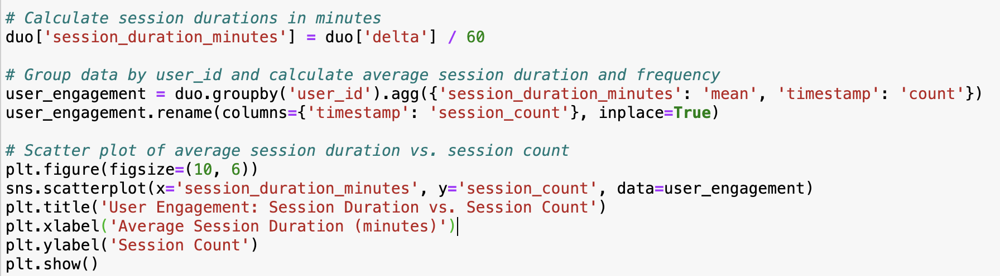 # Calculate session durations in minutes
duo['session_duration_minutes'] = duo['delta'] / 60
# Group data by user_id and calculate average session duration and frequency
user_engagement = duo.groupby('user_id').agg({'session_duration_minutes': 'mean', 'timestamp': 'count'})
user_engagement.rename(columns={'timestamp': 'session_count'}, inplace=True)
# Scatter plot of average session duration vs. session count
plt.figure(figsize=(10, 6))
sns.scatterplot(x='session_duration_minutes', y='session_count', data=user_engagement)
plt.title('User Engagement: Session Duration vs. Session Count')
plt.xlabel('Average Session Duration (minutes)')
plt.ylabel('Session Count')
plt.show()